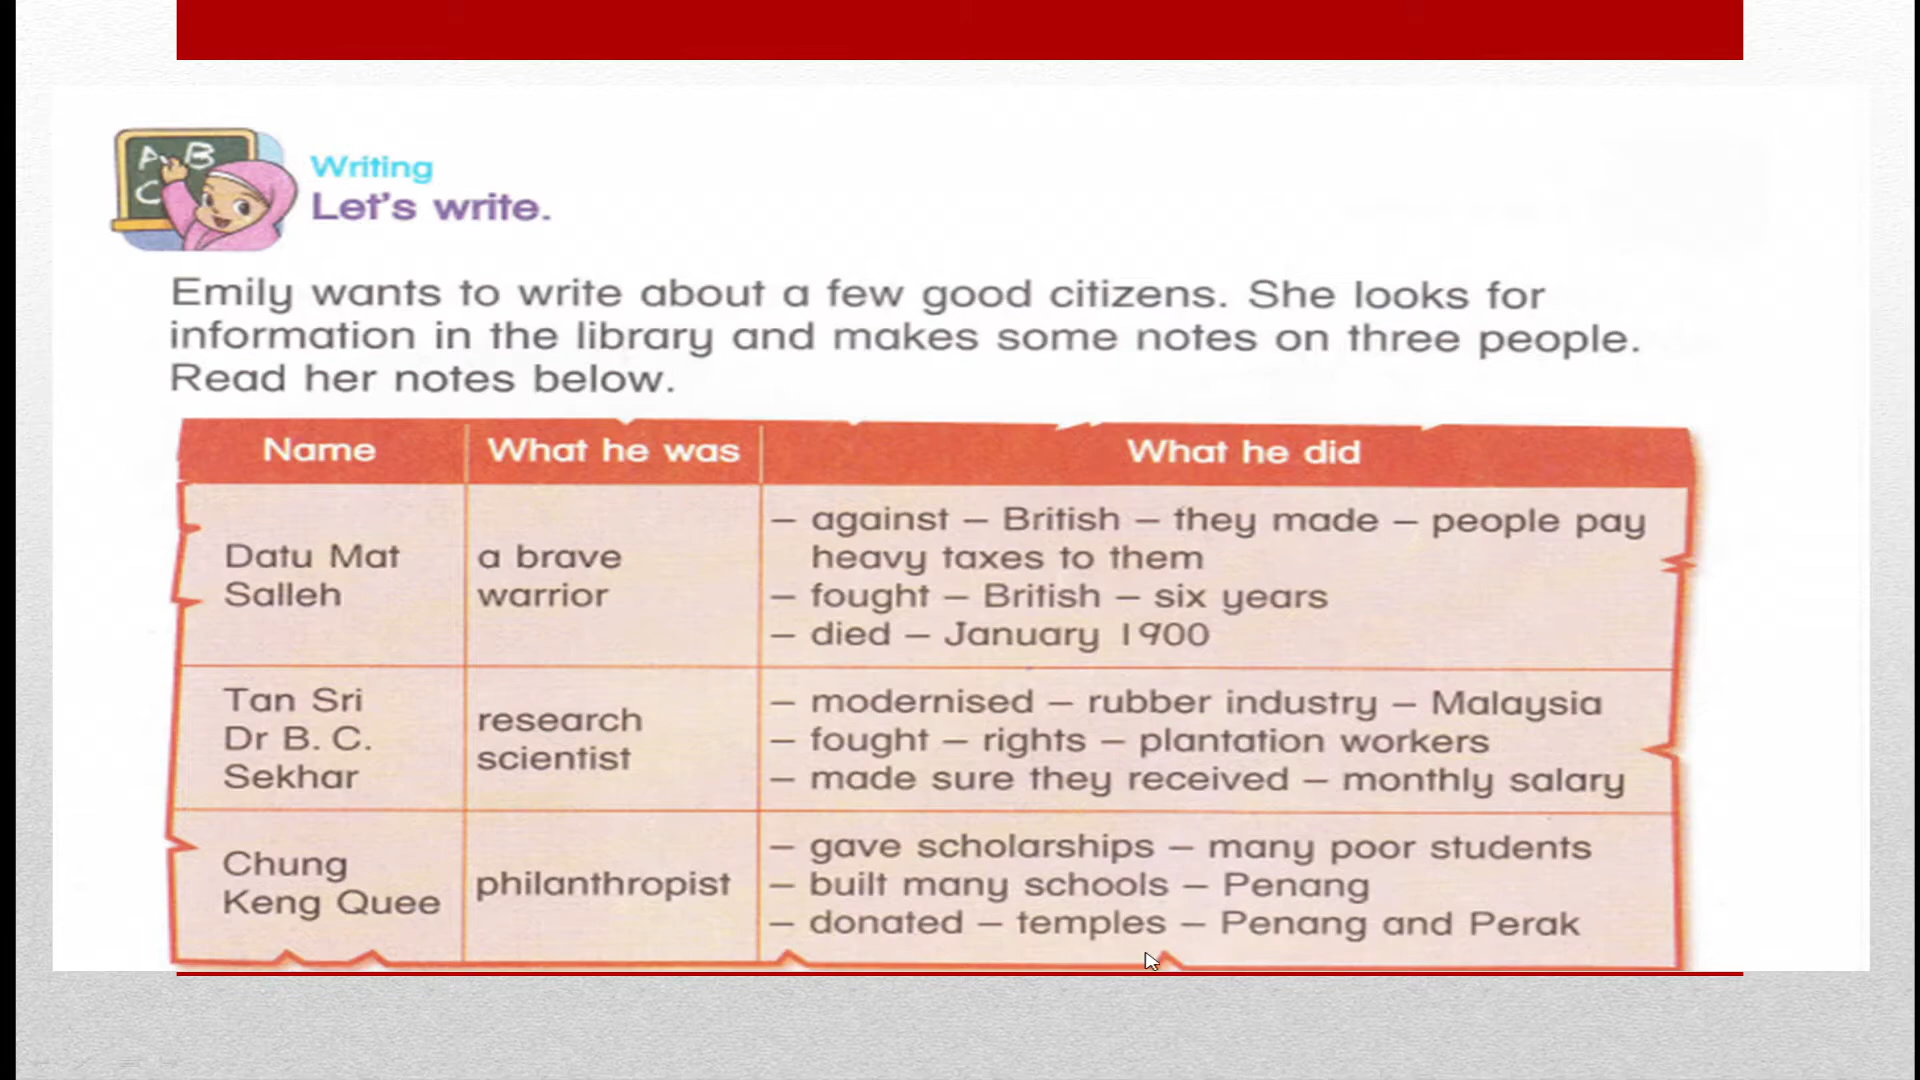 A B
C
Writing
Let's write.
Emily wants to write about a few good citizens. She looks for
information in the library and makes some notes on three people.
Read her notes below.
Name What he was What he did
Datu Mat
Salleh
a brave
warrior
– against – British – they made – people pay
heavy taxes to them
– fought – British – six years
– died – January 1900
Tan Sri
Dr B. C.
Sekhar
research
scientist
– modernised – rubber industry – Malaysia
– fought – rights – plantation workers
– made sure they received – monthly salary
Chung
Keng Quee
philanthropist
– gave scholarships – many poor students
– built many schools – Penang
– donated – temples – Penang and Perak